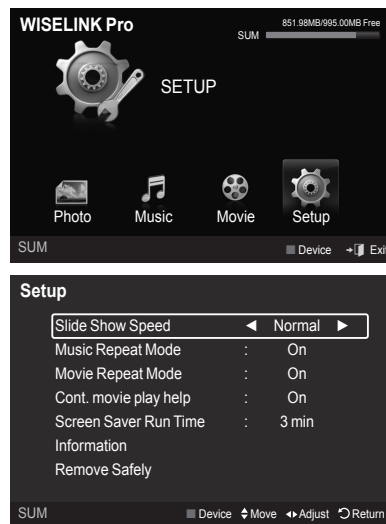 WISELINK Pro
851.98MB/995.00MB Free
SUM
SETUP
Photo Music Movie Setup
SUM Device Exit
Setup
Slide Show Speed ◄ Normal ►
Music Repeat Mode : On
Movie Repeat Mode : On
Cont. movie play help : On
Screen Saver Run Time : 3 min
Information
Remove Safely
SUM Device Move Adjust Return